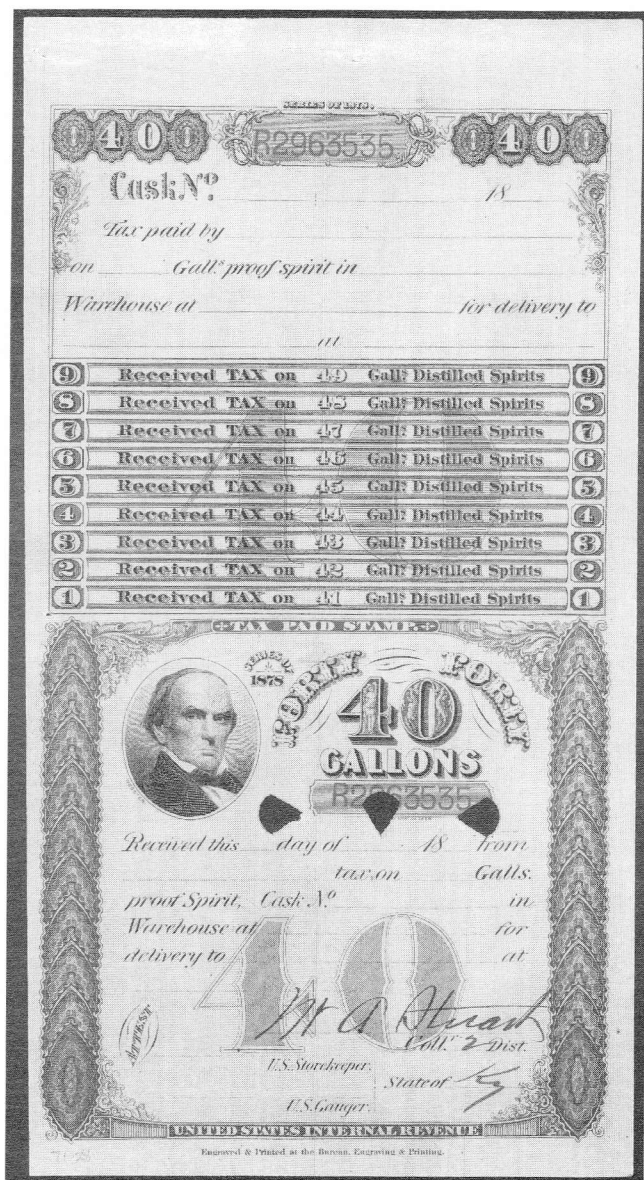 SERIES OF 1878.
40 R2963535 40
Cask No. 18
Tax paid by
on Galls. proof spirit in
Warehouse at for delivery to
at
9 Received TAX on 49 Galls. Distilled Spirits 9
8 Received TAX on 48 Galls. Distilled Spirits 8
7 Received TAX on 47 Galls. Distilled Spirits 7
6 Received TAX on 46 Galls. Distilled Spirits 6
5 Received TAX on 45 Galls. Distilled Spirits 5
4 Received TAX on 44 Galls. Distilled Spirits 4
3 Received TAX on 43 Galls. Distilled Spirits 3
2 Received TAX on 42 Galls. Distilled Spirits 2
1 Received TAX on 41 Galls. Distilled Spirits 1
TAX PAID STAMP
SERIES OF 1878
FORTY 40 FORTY
GALLONS
R2963535
Received this day of 18 from
tax on Galls.
proof Spirit, Cask No. in
Warehouse at for
delivery to at
40
ATTEST
W A Stuart
Coll. 2 Dist.
U.S. Storekeeper.
State of Ky
U.S. Gauger.
UNITED STATES INTERNAL REVENUE
Engraved & Printed at the Bureau, Engraving & Printing.